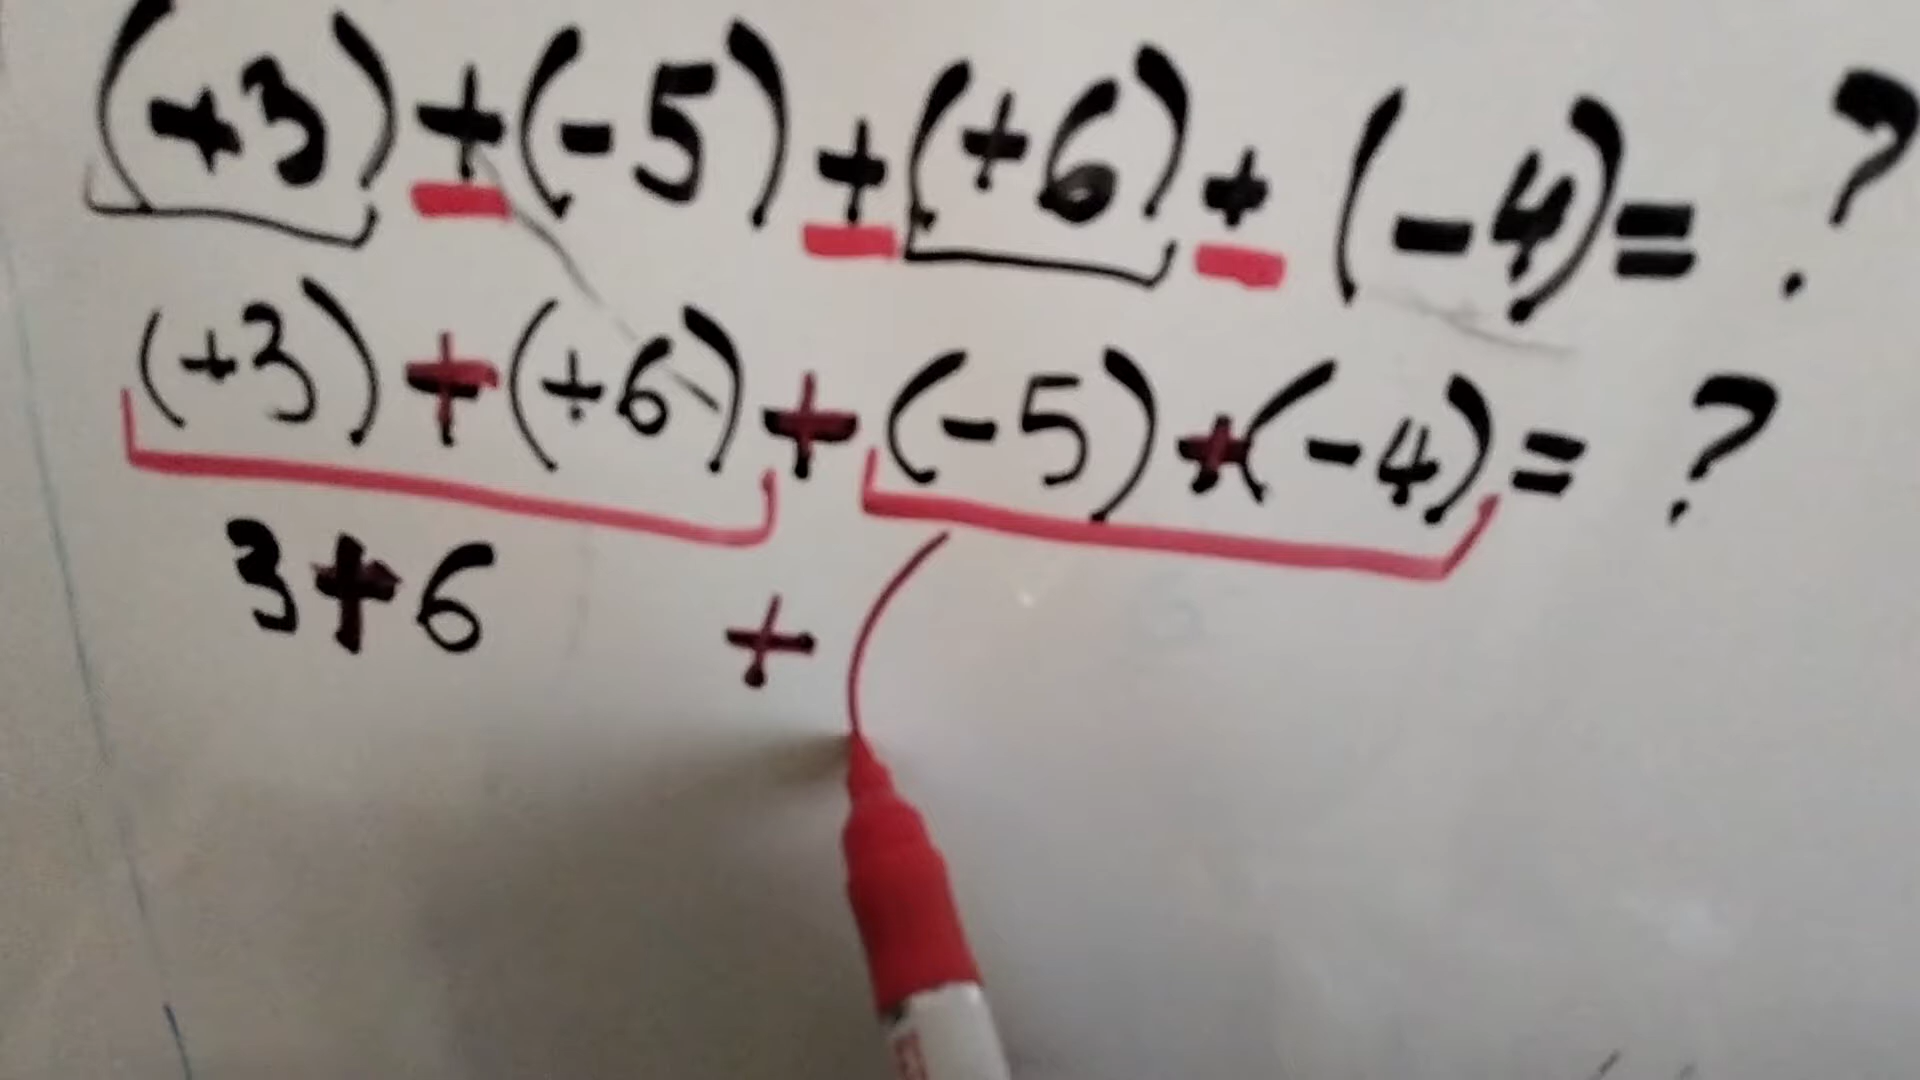 (+3) + (-5) + (+6) + (-4) = ?
(+3) + (+6) + (-5) + (-4) = ?
3 + 6 + (